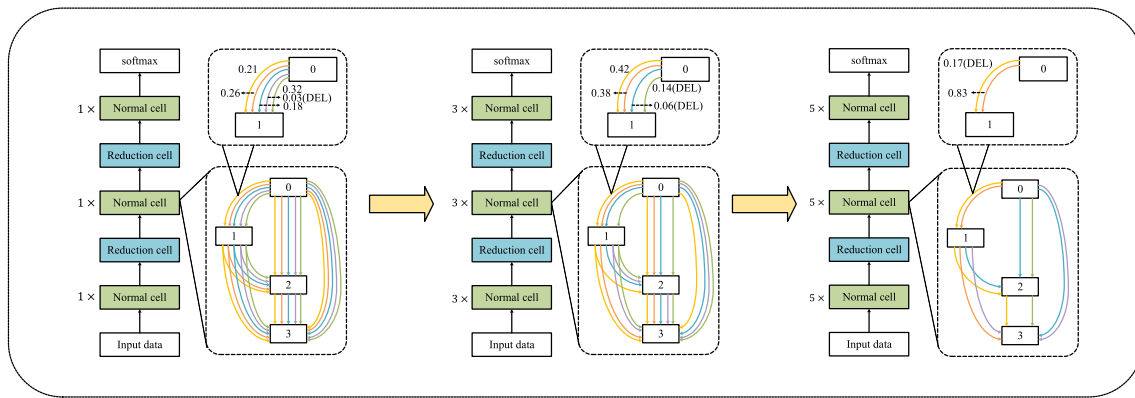 softmax
1 ×
Normal cell
Reduction cell
1 ×
Normal cell
Reduction cell
1 ×
Normal cell
Input data
0.21
0
0.26
0.32
0.03(DEL)
0.18
1
0
1
2
3
softmax
3 ×
Normal cell
Reduction cell
3 ×
Normal cell
Reduction cell
3 ×
Normal cell
Input data
0.42
0
0.38
0.14(DEL)
0.06(DEL)
1
0
1
2
3
softmax
5 ×
Normal cell
Reduction cell
5 ×
Normal cell
Reduction cell
5 ×
Normal cell
Input data
0.17(DEL)
0
0.83
1
0
1
2
3